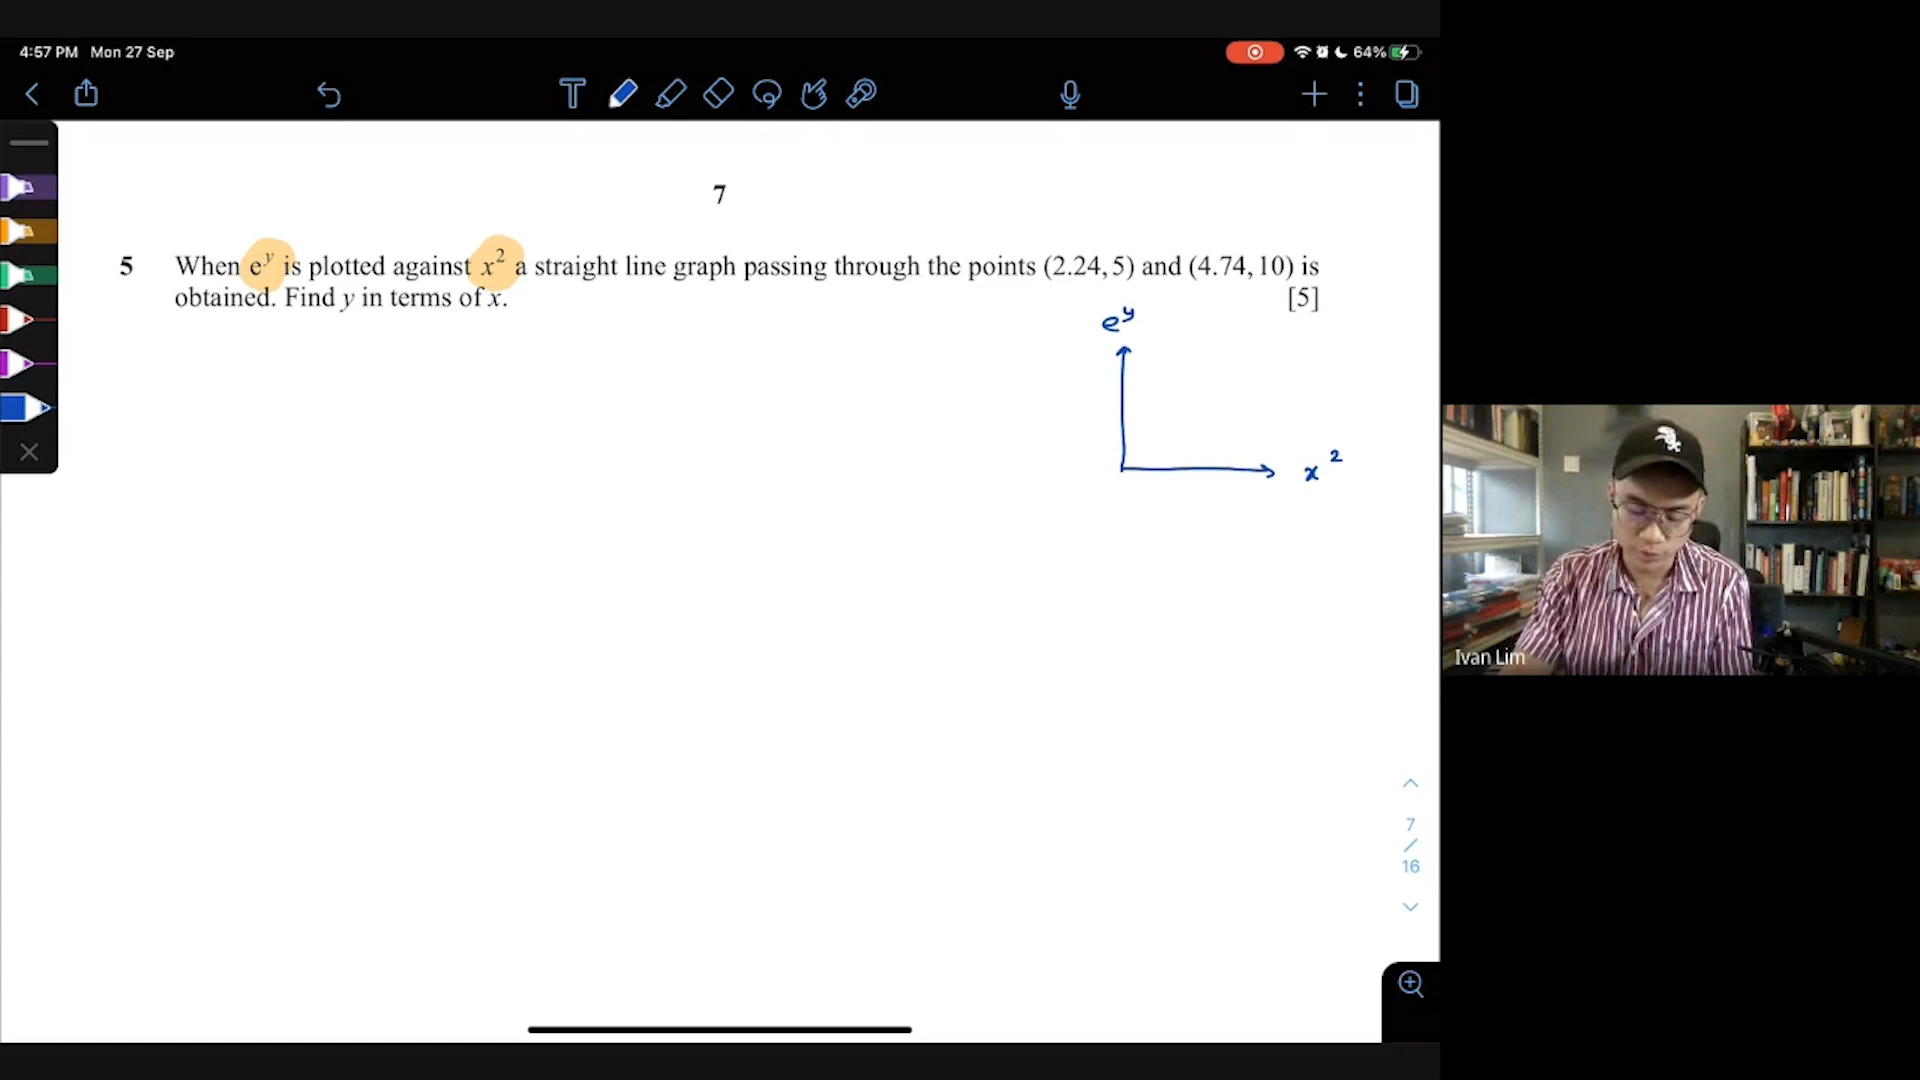 4:57 PM Mon 27 Sep
64%
7
5 When e^y is plotted against x² a straight line graph passing through the points (2.24, 5) and (4.74, 10) is
obtained. Find y in terms of x. [5]
e^y
x²
Ivan Lim
7
/
16